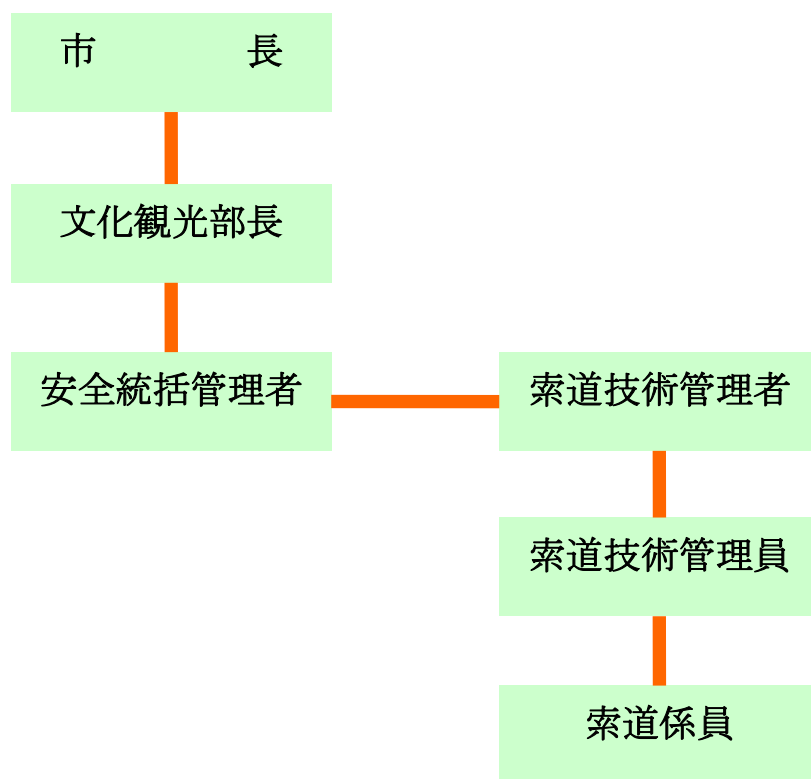 市　　　　長
文化観光部長
安全統括管理者
索道技術管理者
索道技術管理員
索道係員